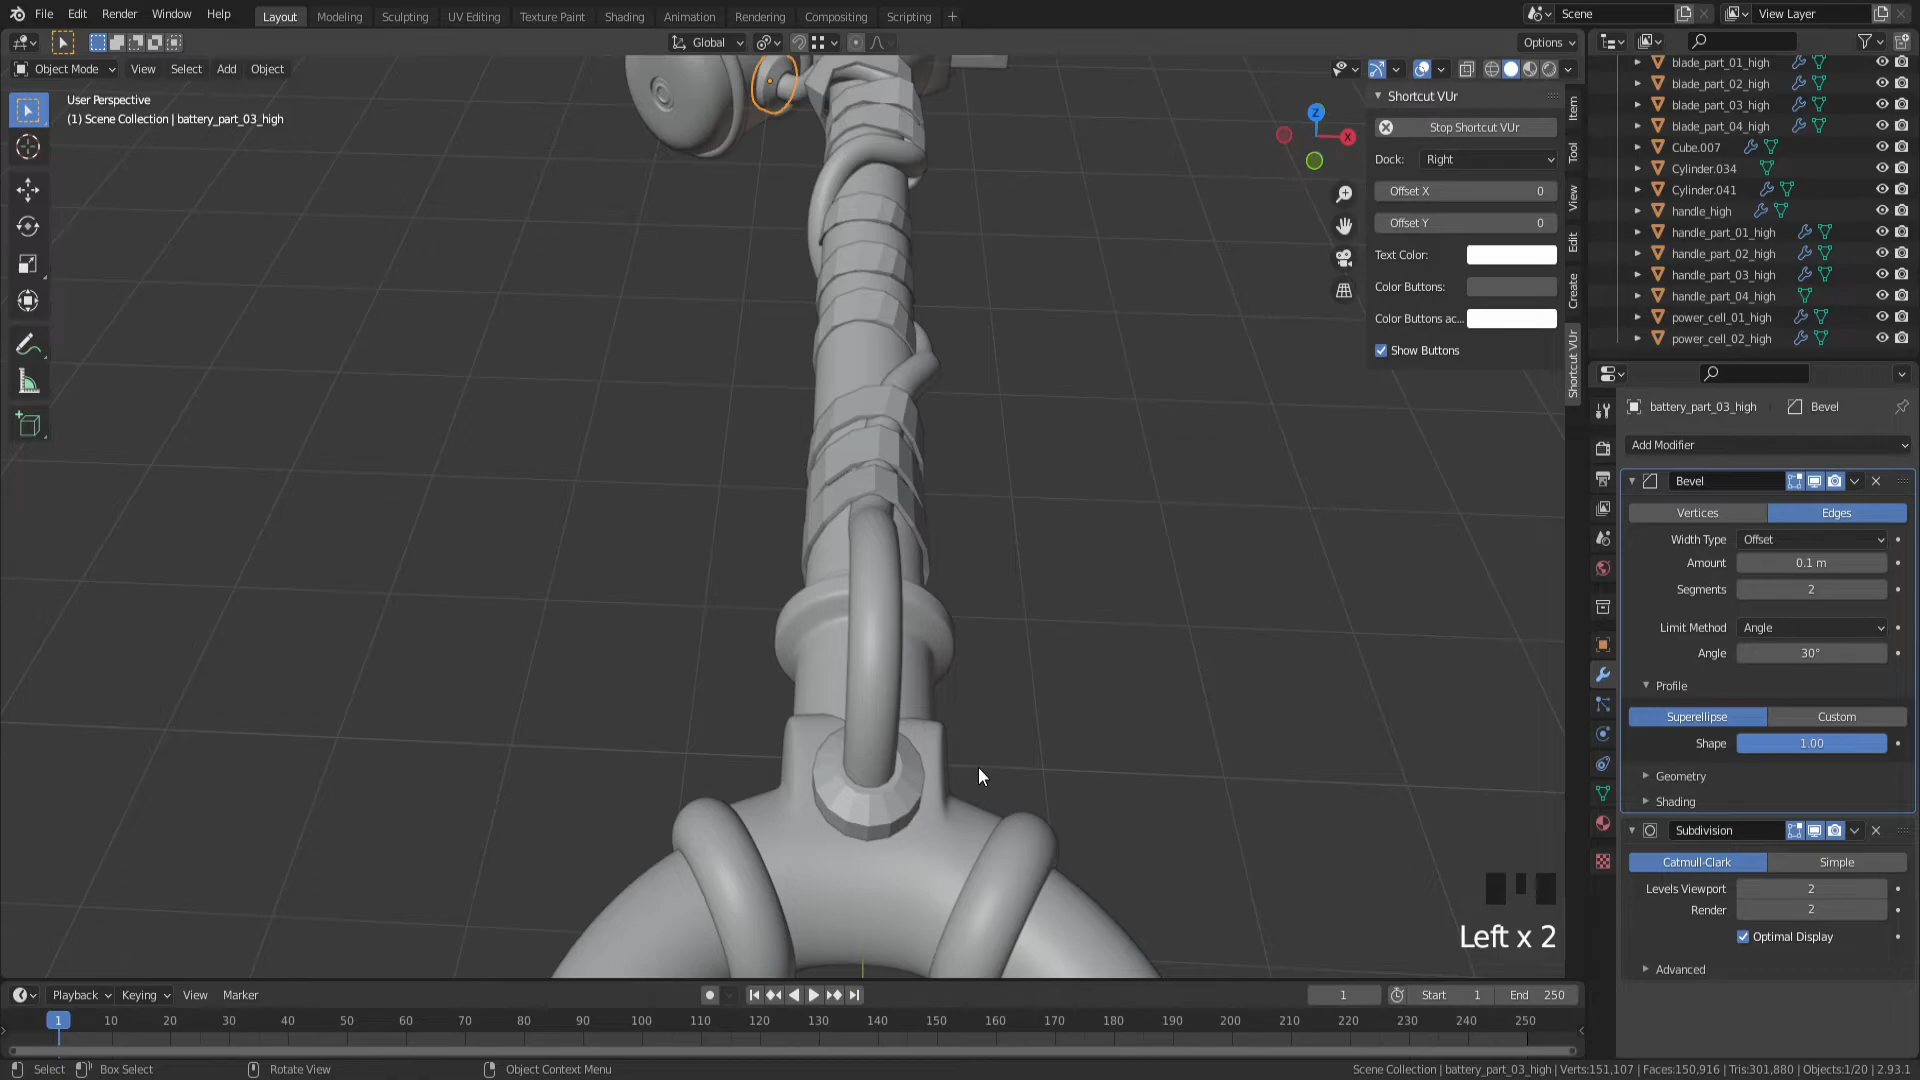 File Edit Render Window Help Layout Modeling Sculpting UV Editing Texture Paint Shading Animation Rendering Compositing Scripting + Scene View Layer
Global Options
Object Mode View Select Add Object
User Perspective
(1) Scene Collection | battery_part_03_high
Shortcut VUr
Stop Shortcut VUr
Dock: Right
Offset X 0
Offset Y 0
Text Color:
Color Buttons:
Color Buttons ac...
Show Buttons
Z
X
Item
Tool
View
Edit
Create
Shortcut VUr
blade_part_01_high
blade_part_02_high
blade_part_03_high
blade_part_04_high
Cube.007
Cylinder.034
Cylinder.041
handle_high
handle_part_01_high
handle_part_02_high
handle_part_03_high
handle_part_04_high
power_cell_01_high
power_cell_02_high
battery_part_03_high Bevel
Add Modifier
Bevel
Vertices Edges
Width Type Offset
Amount 0.1 m
Segments 2
Limit Method Angle
Angle 30°
Profile
Superellipse Custom
Shape 1.00
Geometry
Shading
Subdivision
Catmull-Clark Simple
Levels Viewport 2
Render 2
Optimal Display
Advanced
Left x 2
Playback Keying View Marker 1 Start 1 End 250
1 10 20 30 40 50 60 70 80 90 100 110 120 130 140 150 160 170 180 190 200 210 220 230 240 250
Select Box Select Rotate View Object Context Menu Scene Collection | battery_part_03_high | Verts:151,107 | Faces:150,916 | Tris:301,880 | Objects:1/20 | 2.93.1